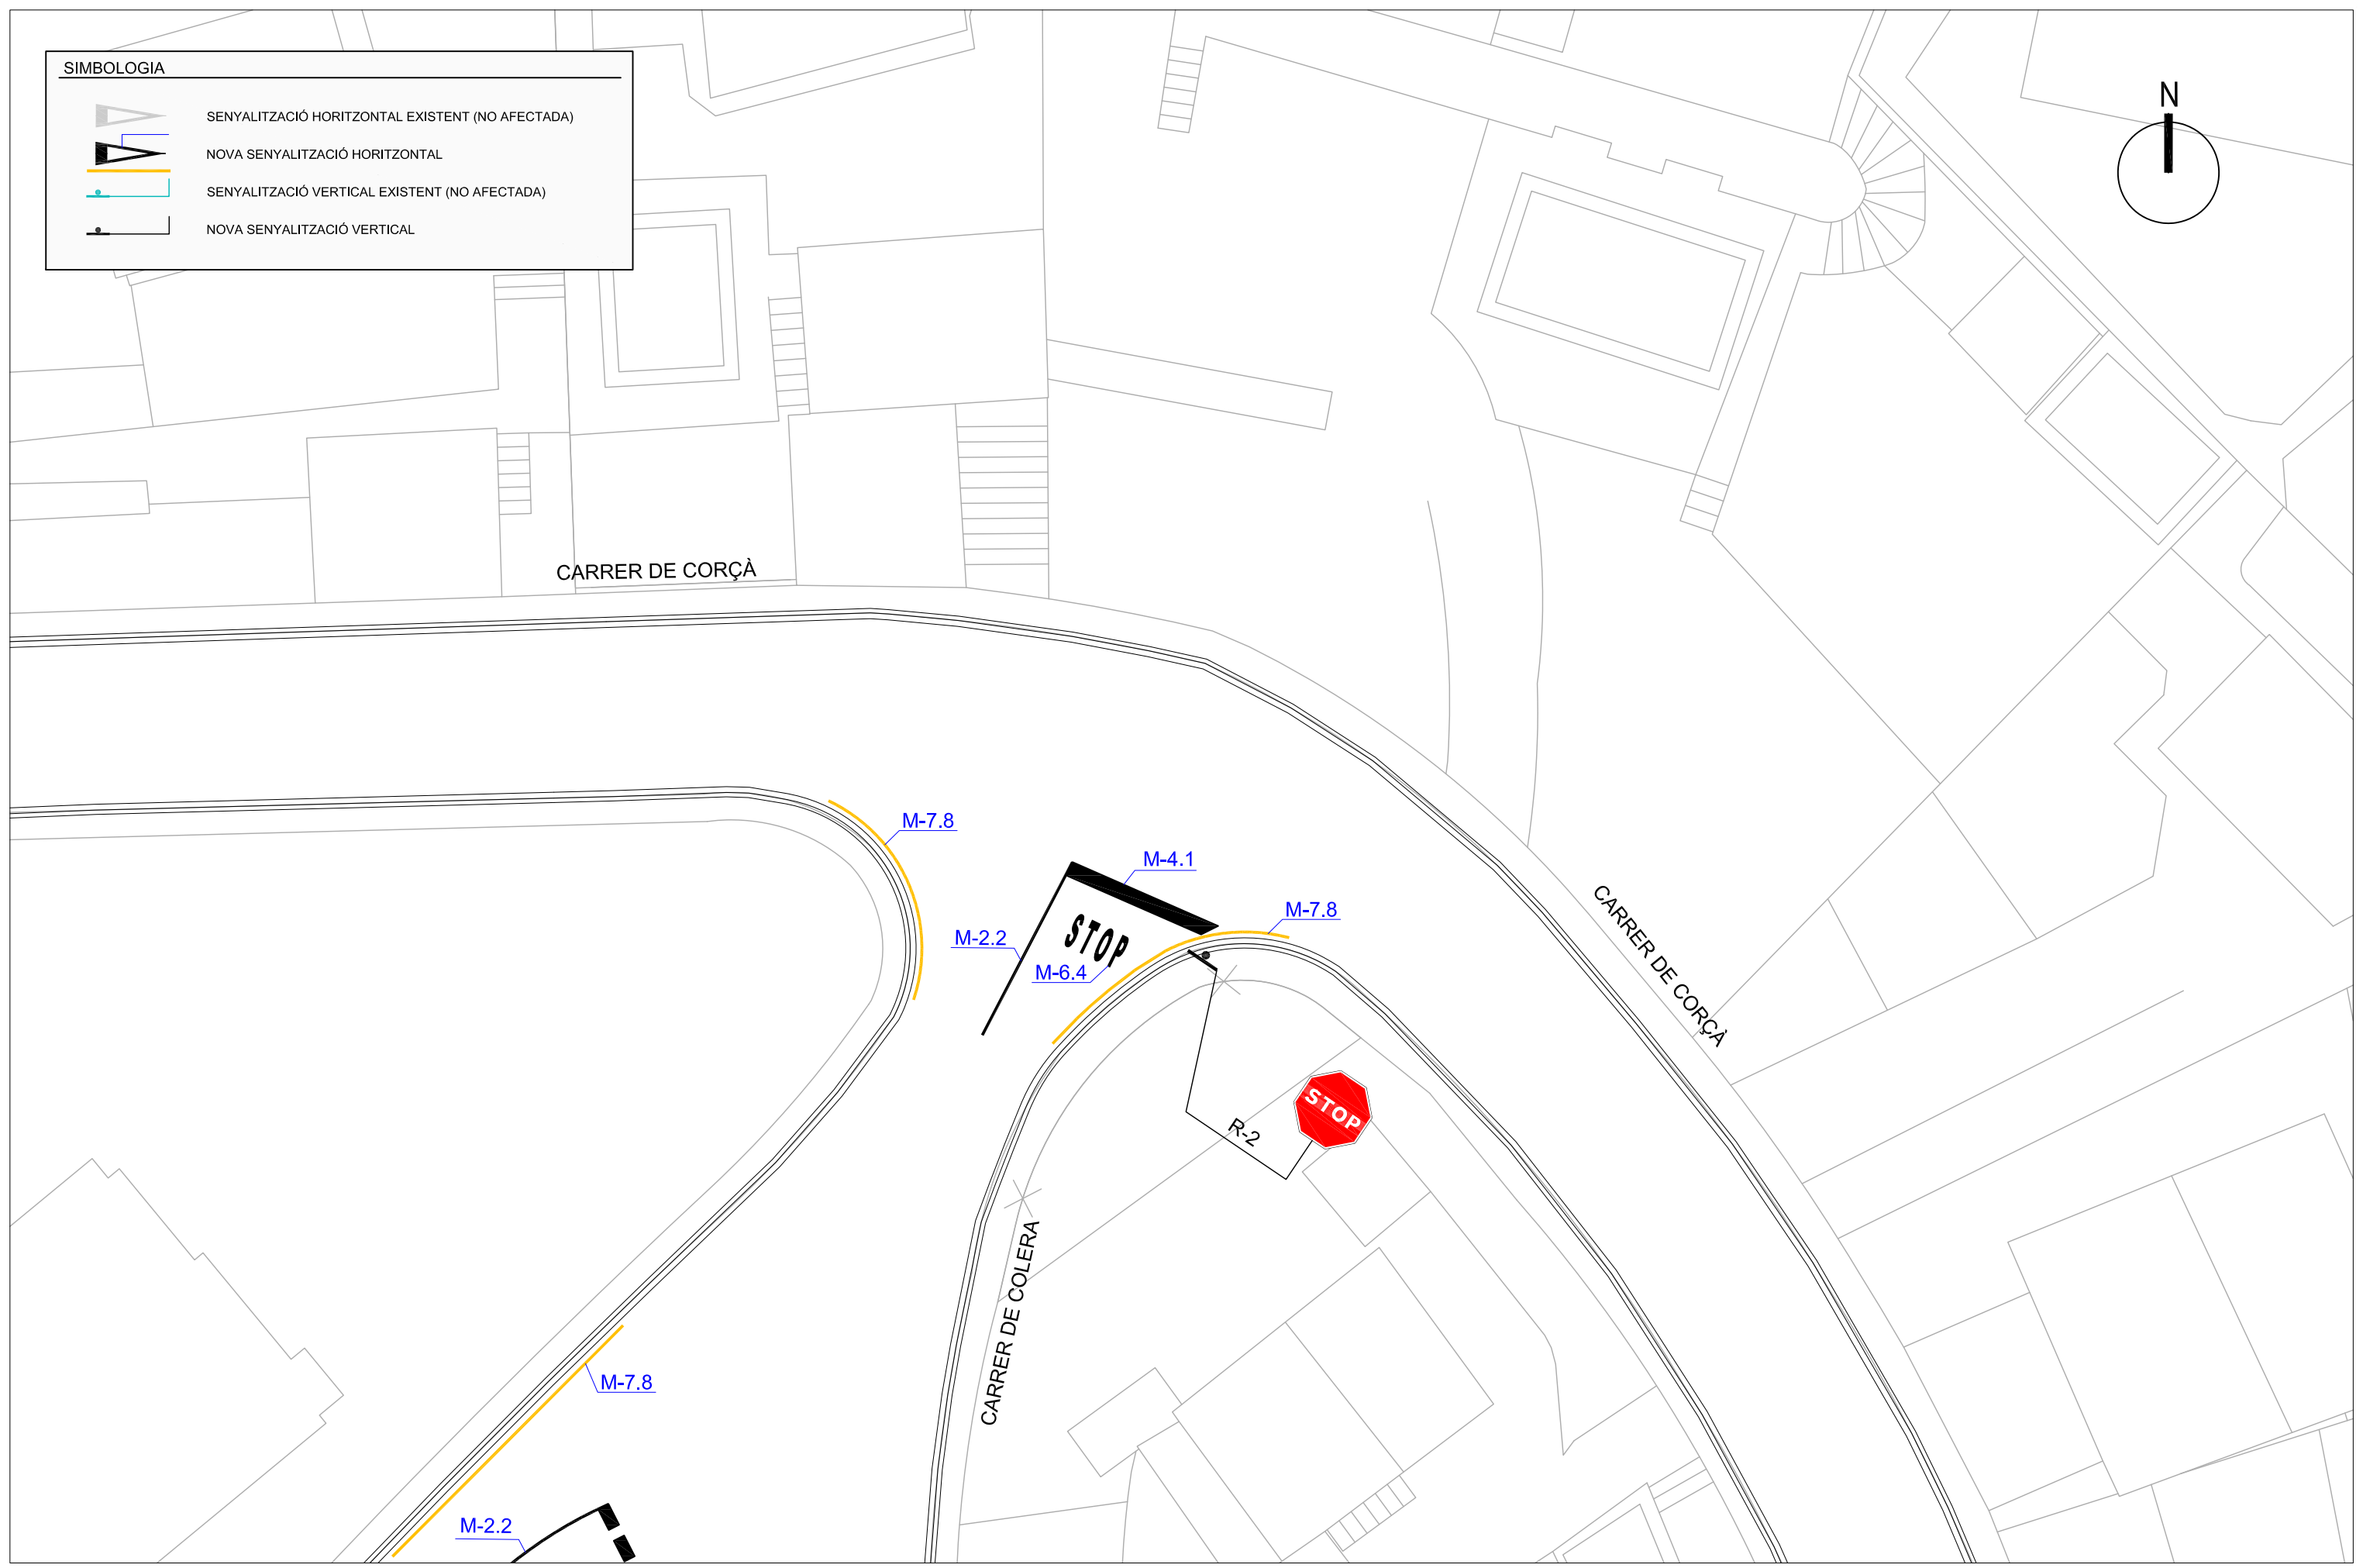 SIMBOLOGIA
SENYALITZACIÓ HORITZONTAL EXISTENT (NO AFECTADA)
NOVA SENYALITZACIÓ HORITZONTAL
SENYALITZACIÓ VERTICAL EXISTENT (NO AFECTADA)
NOVA SENYALITZACIÓ VERTICAL
N
CARRER DE CORÇÀ
M-7.8
M-4.1
M-7.8
M-2.2
STOP
M-6.4
CARRER DE CORÇÀ
STOP
R-2
CARRER DE COLERA
M-7.8
M-2.2